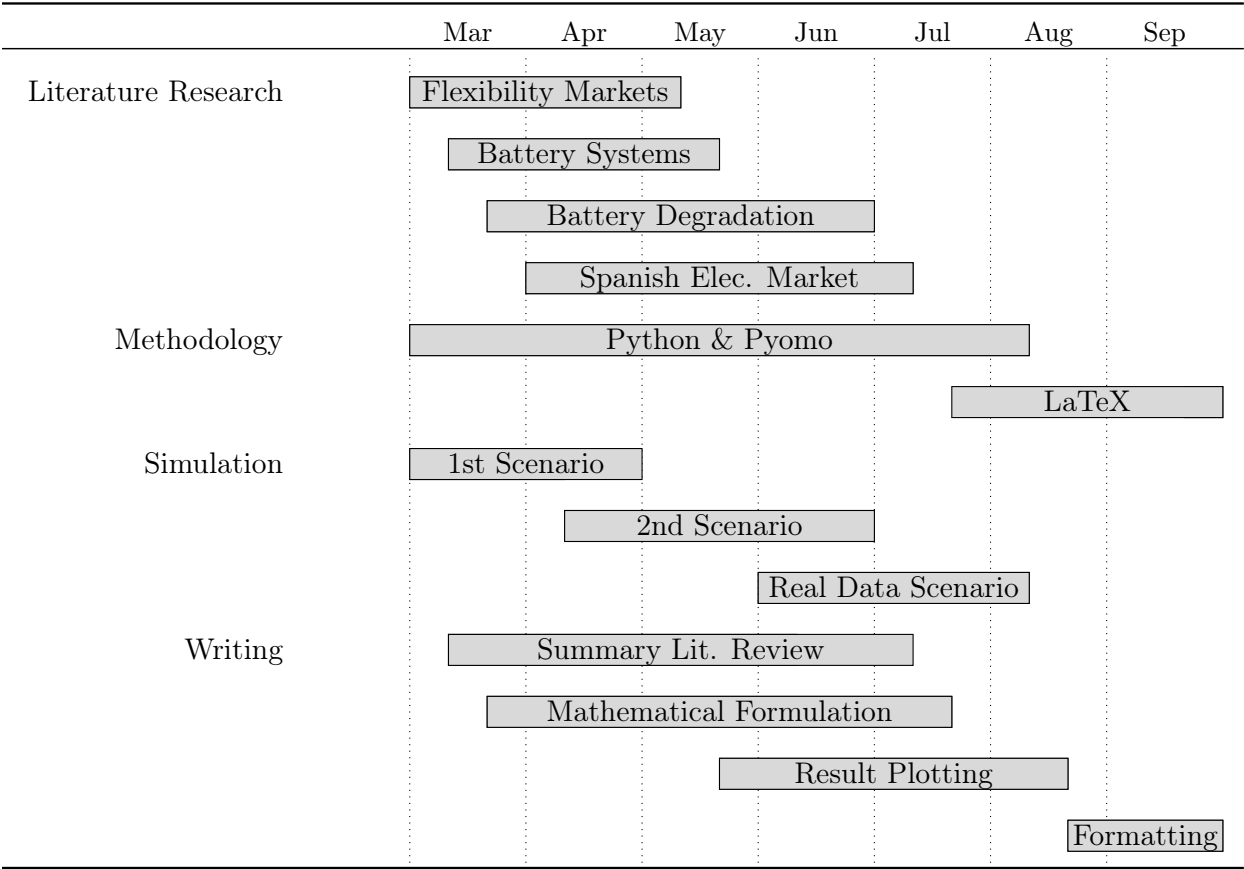 Mar Apr May Jun Jul Aug Sep
Literature Research Flexibility Markets
Battery Systems
Battery Degradation
Spanish Elec. Market
Methodology Python & Pyomo
LaTeX
Simulation 1st Scenario
2nd Scenario
Real Data Scenario
Writing Summary Lit. Review
Mathematical Formulation
Result Plotting
Formatting